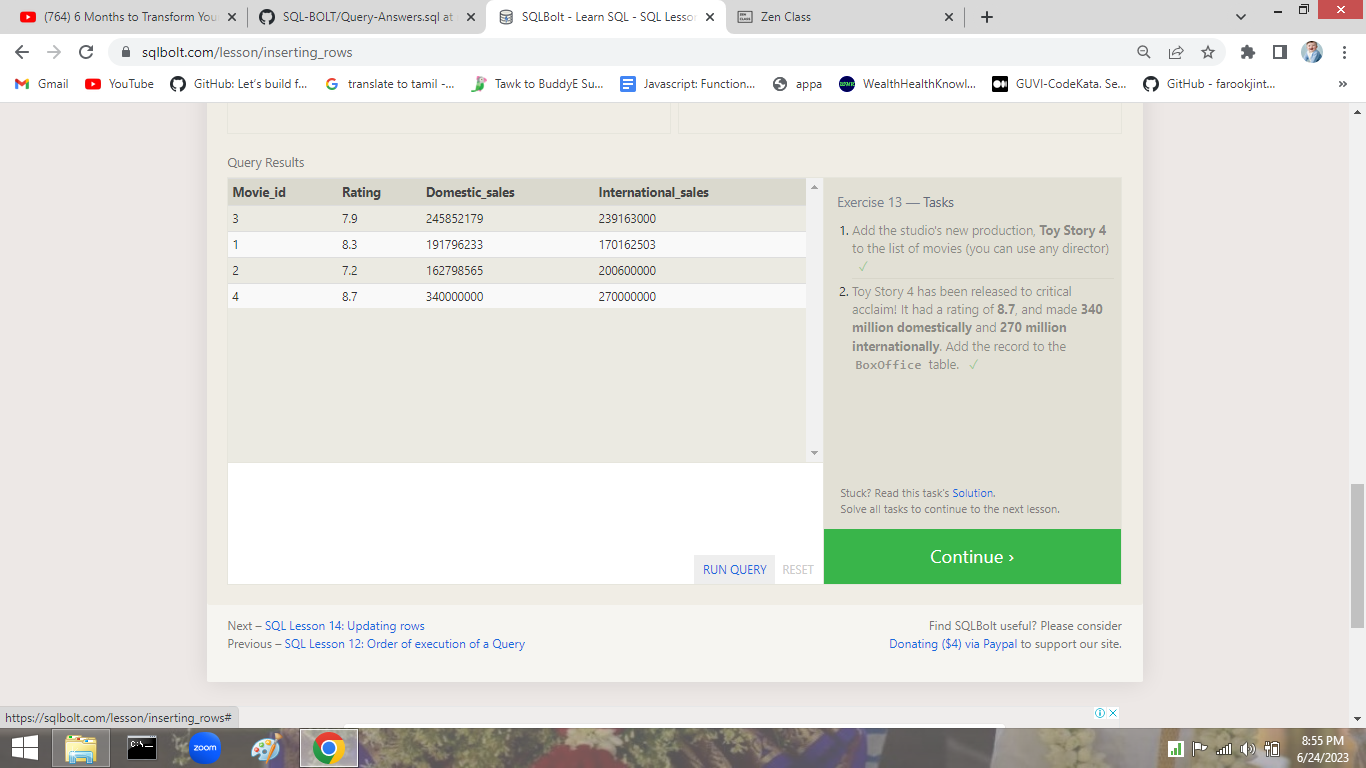 (764) 6 Months to Transform You
SQL-BOLT/Query-Answers.sql at
SQLBolt - Learn SQL - SQL Lesson
Zen Class
sqlbolt.com/lesson/inserting_rows
Gmail
YouTube
GitHub: Let's build f...
translate to tamil -...
Tawk to BuddyE Su...
Javascript: Function...
appa
WealthHealthKnowl...
GUVI-CodeKata. Se...
GitHub - farookjint...
»
Query Results
Movie_id Rating Domestic_sales International_sales
3 7.9 245852179 239163000
1 8.3 191796233 170162503
2 7.2 162798565 200600000
4 8.7 340000000 270000000
Exercise 13 — Tasks
1. Add the studio's new production, Toy Story 4
to the list of movies (you can use any director)
✓
2. Toy Story 4 has been released to critical
acclaim! It had a rating of 8.7, and made 340
million domestically and 270 million
internationally. Add the record to the
BoxOffice table. ✓
Stuck? Read this task's Solution.
Solve all tasks to continue to the next lesson.
RUN QUERY RESET
Continue ›
Next – SQL Lesson 14: Updating rows
Previous – SQL Lesson 12: Order of execution of a Query
Find SQLBolt useful? Please consider
Donating ($4) via Paypal to support our site.
https://sqlbolt.com/lesson/inserting_rows#
C:\_
zoom
8:55 PM
6/24/2023